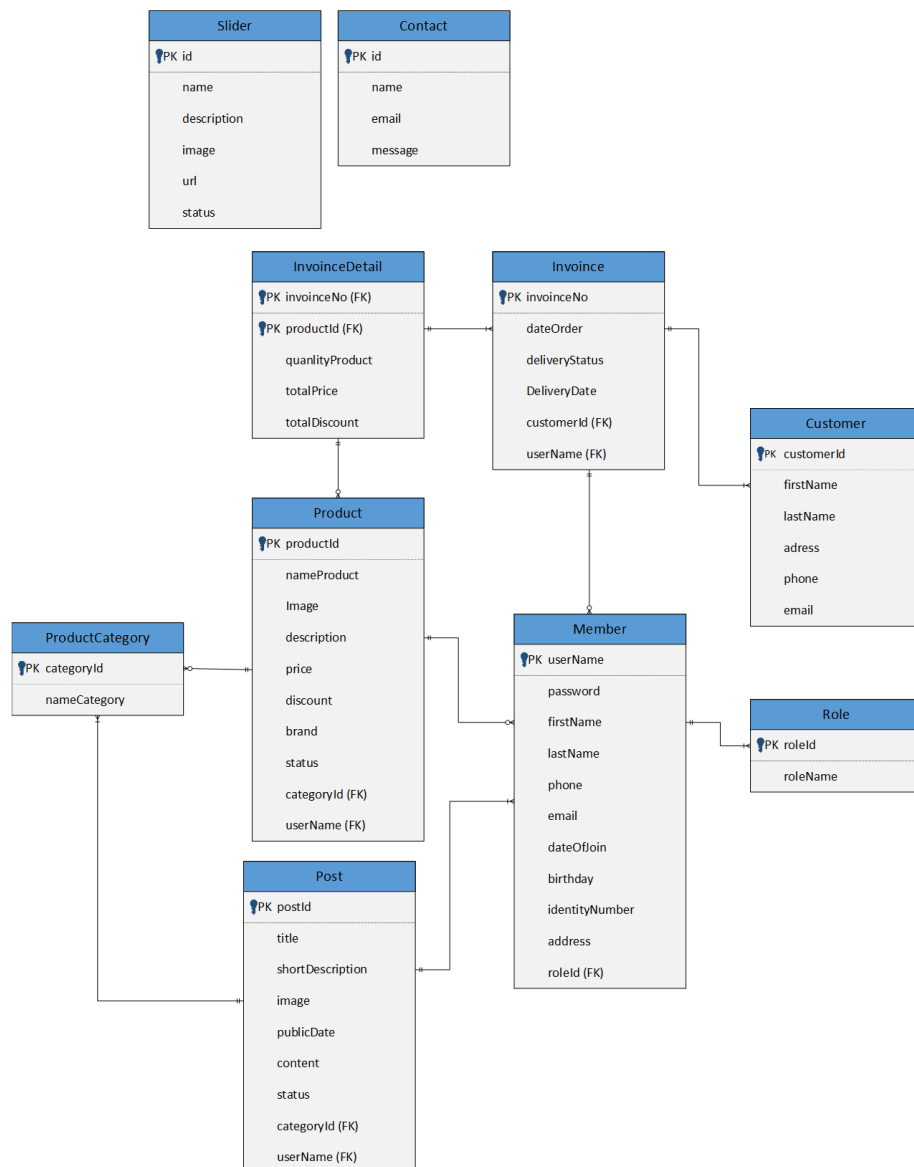 Slider
PK id
name
description
image
url
status
Contact
PK id
name
email
message
InvoinceDetail
PK invoinceNo (FK)
PK productId (FK)
quanlityProduct
totalPrice
totalDiscount
Invoince
PK invoinceNo
dateOrder
deliveryStatus
DeliveryDate
customerId (FK)
userName (FK)
Customer
PK customerId
firstName
lastName
adress
phone
email
Product
PK productId
nameProduct
Image
description
price
discount
brand
status
categoryId (FK)
userName (FK)
ProductCategory
PK categoryId
nameCategory
Member
PK userName
password
firstName
lastName
phone
email
dateOfJoin
birthday
identityNumber
address
roleId (FK)
Role
PK roleId
roleName
Post
PK postId
title
shortDescription
image
publicDate
content
status
categoryId (FK)
userName (FK)